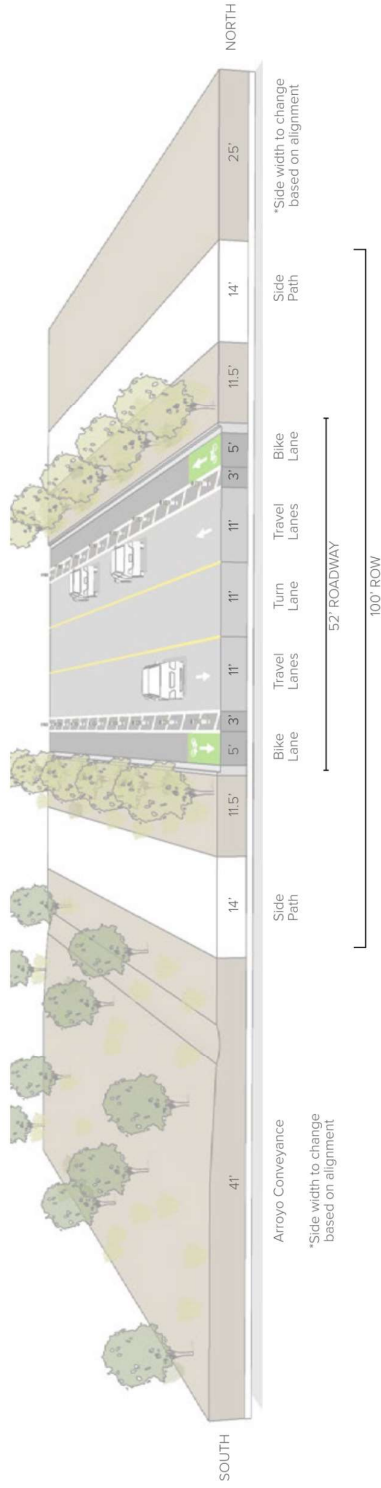 SOUTH
NORTH
41'
14'
11.5'
5'
3'
11'
11'
11'
3'
5'
11.5'
14'
25'
Arroyo Conveyance
*Side width to change
based on alignment
Side
Path
Bike
Lane
Travel
Lanes
Turn
Lane
Travel
Lanes
Bike
Lane
Side
Path
*Side width to change
based on alignment
52' ROADWAY
100' ROW